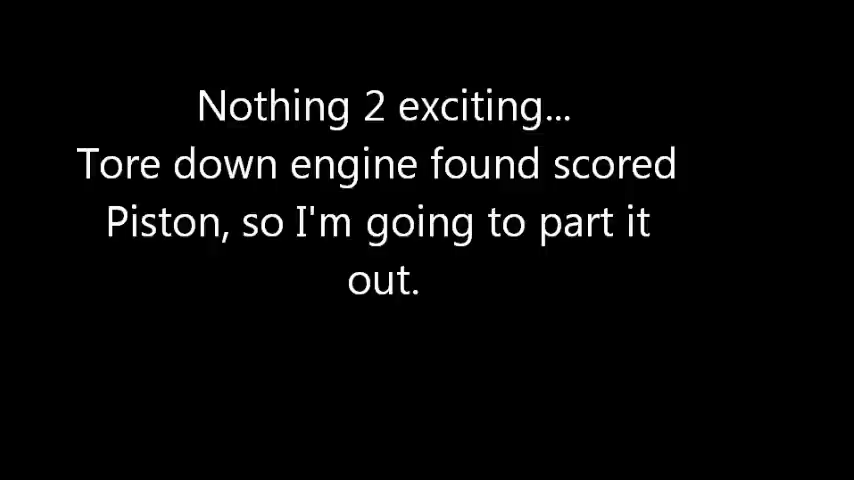 Nothing 2 exciting...
Tore down engine found scored
Piston, so I'm going to part it
out.